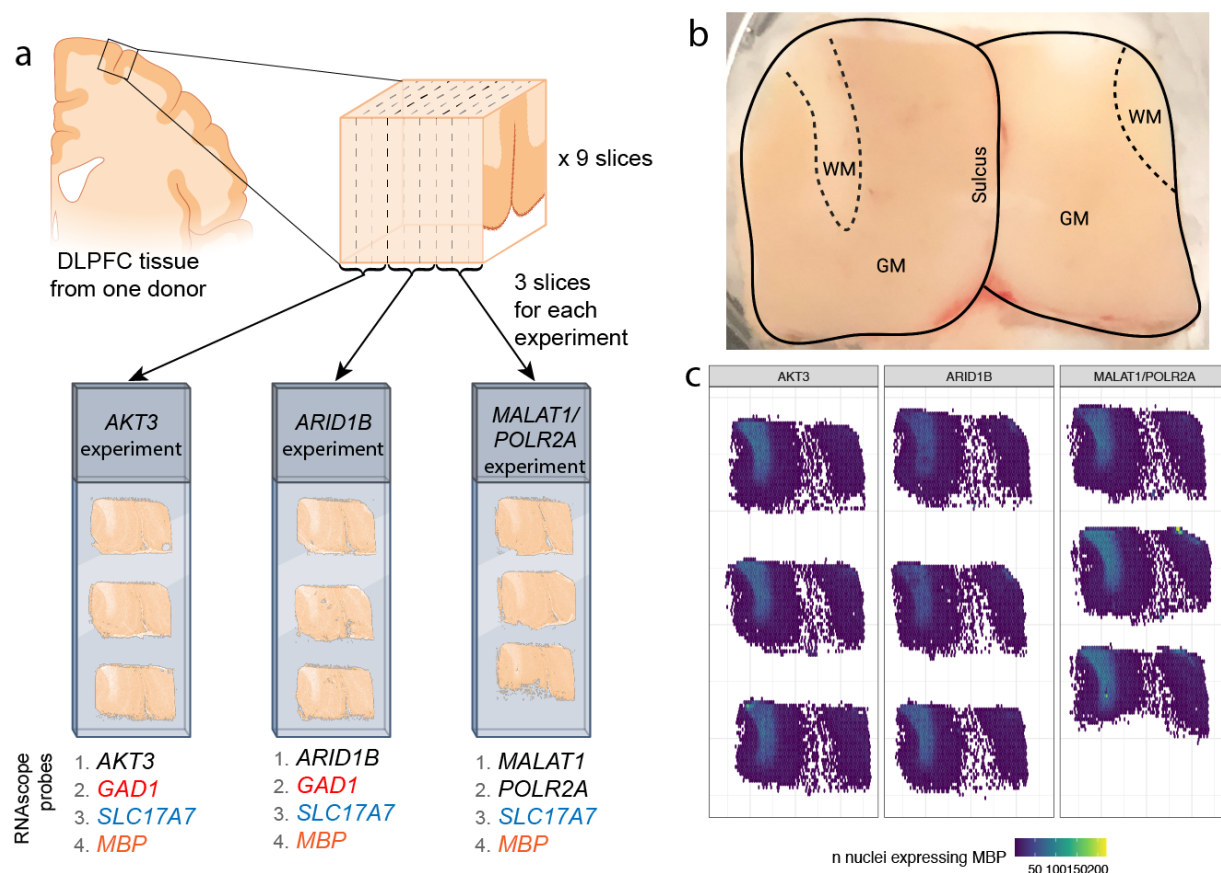 a
DLPFC tissue
from one donor
x 9 slices
3 slices
for each
experiment
AKT3
experiment
ARID1B
experiment
MALAT1/
POLR2A
experiment
RNAscope
probes
1. AKT3
2. GAD1
3. SLC17A7
4. MBP
1. ARID1B
2. GAD1
3. SLC17A7
4. MBP
1. MALAT1
2. POLR2A
3. SLC17A7
4. MBP
b
WM
GM
Sulcus
WM
GM
c
AKT3
ARID1B
MALAT1/POLR2A
n nuclei expressing MBP
50 100150200